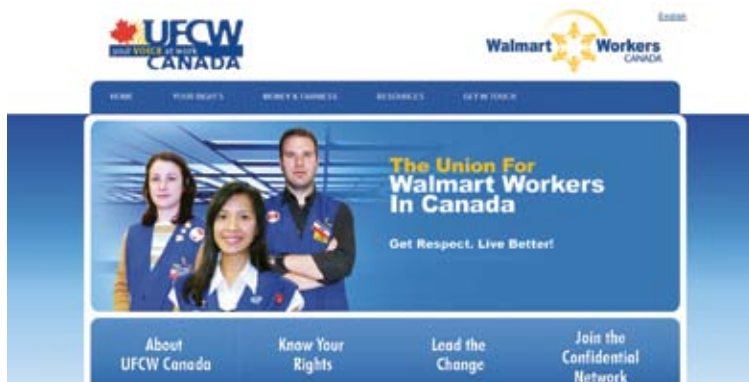 UFCW
your VOICE at work
CANADA
Walmart Workers
CANADA
English
HOME YOUR RIGHTS MONEY & FAIRNESS RESOURCES GET IN TOUCH
The Union For
Walmart Workers
In Canada
Get Respect. Live Better!
About
UFCW Canada
Know Your
Rights
Lead the
Change
Join the
Confidential
Network